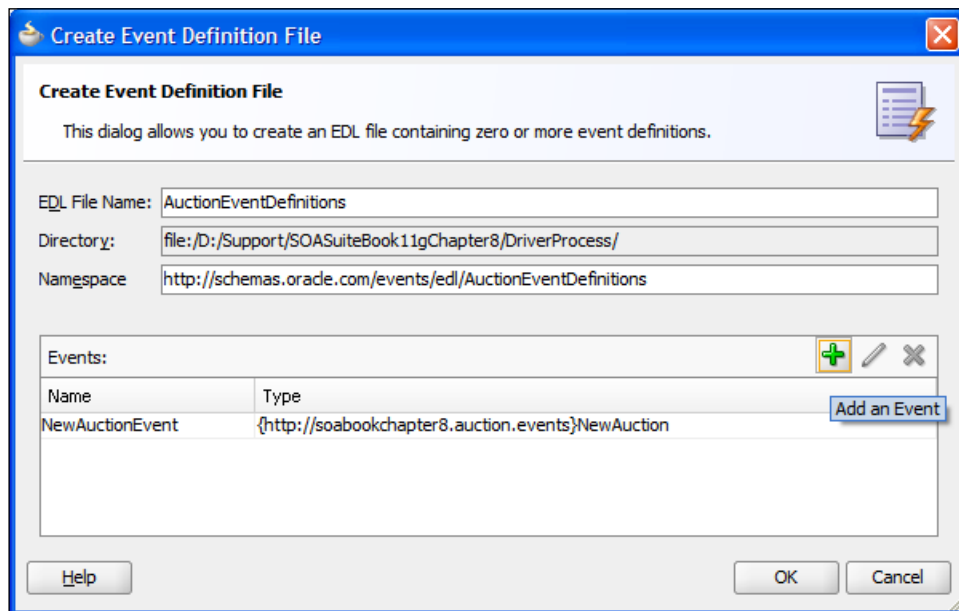 Create Event Definition File
Create Event Definition File
This dialog allows you to create an EDL file containing zero or more event definitions.
EDL File Name: AuctionEventDefinitions
Directory: file:/D:/Support/SOASuiteBook11gChapter8/DriverProcess/
Namespace http://schemas.oracle.com/events/edl/AuctionEventDefinitions
Events:
Name Type
Add an Event
NewAuctionEvent {http://soabookchapter8.auction.events}NewAuction
Help OK Cancel